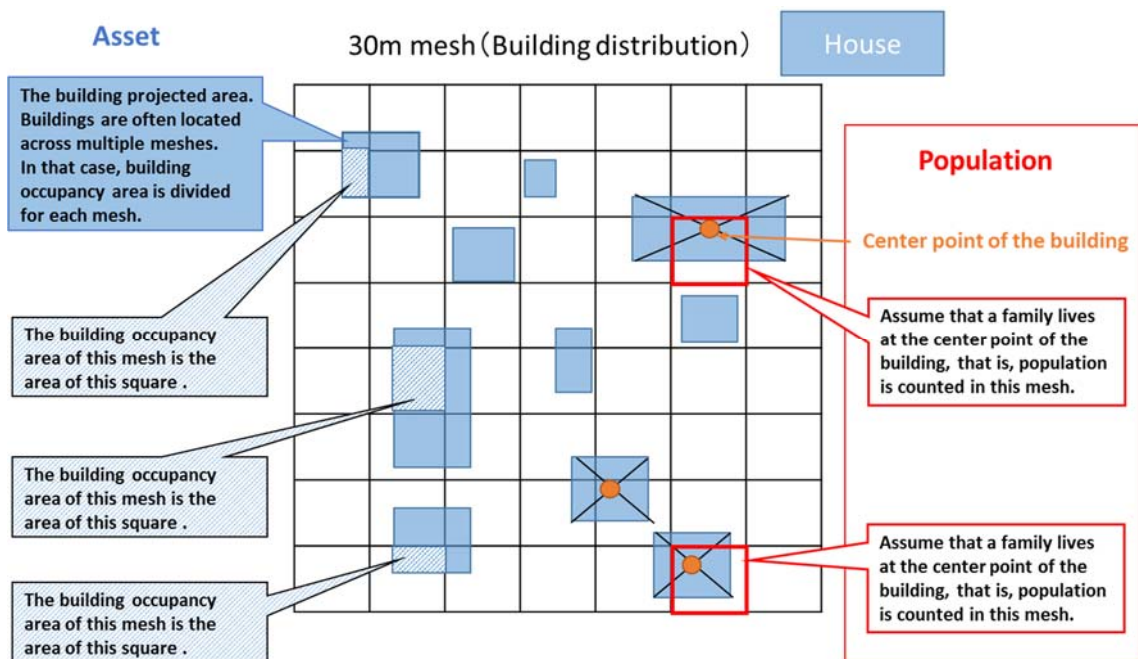 Asset
30m mesh（Building distribution）
House
The building projected area.
Buildings are often located
across multiple meshes.
In that case, building
occupancy area is divided
for each mesh.
Population
Center point of the building
The building occupancy
area of this mesh is the
area of this square .
Assume that a family lives
at the center point of the
building, that is, population
is counted in this mesh.
The building occupancy
area of this mesh is the
area of this square .
Assume that a family lives
at the center point of the
building, that is, population
is counted in this mesh.
The building occupancy
area of this mesh is the
area of this square .